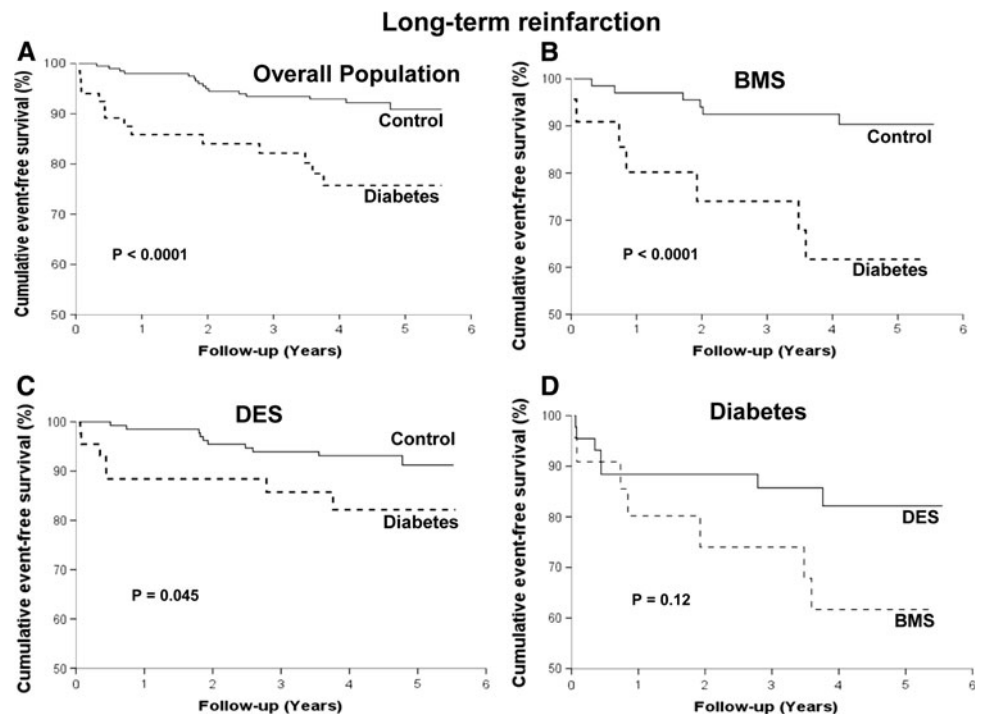 Long-term reinfarction
A
Overall Population
Cumulative event-free survival (%)
100
90
80
70
60
50
Control
Diabetes
P < 0.0001
0 1 2 3 4 5 6
Follow-up (Years)
B
BMS
Cumulative event-free survival (%)
100
90
80
70
60
50
Control
Diabetes
P < 0.0001
0 1 2 3 4 5 6
Follow-up (Years)
C
DES
Cumulative event-free survival (%)
100
90
80
70
60
50
Control
Diabetes
P = 0.045
0 1 2 3 4 5 6
Follow-up (Years)
D
Diabetes
Cumulative event-free survival (%)
100
90
80
70
60
50
DES
P = 0.12
BMS
0 1 2 3 4 5 6
Follow-up (Years)